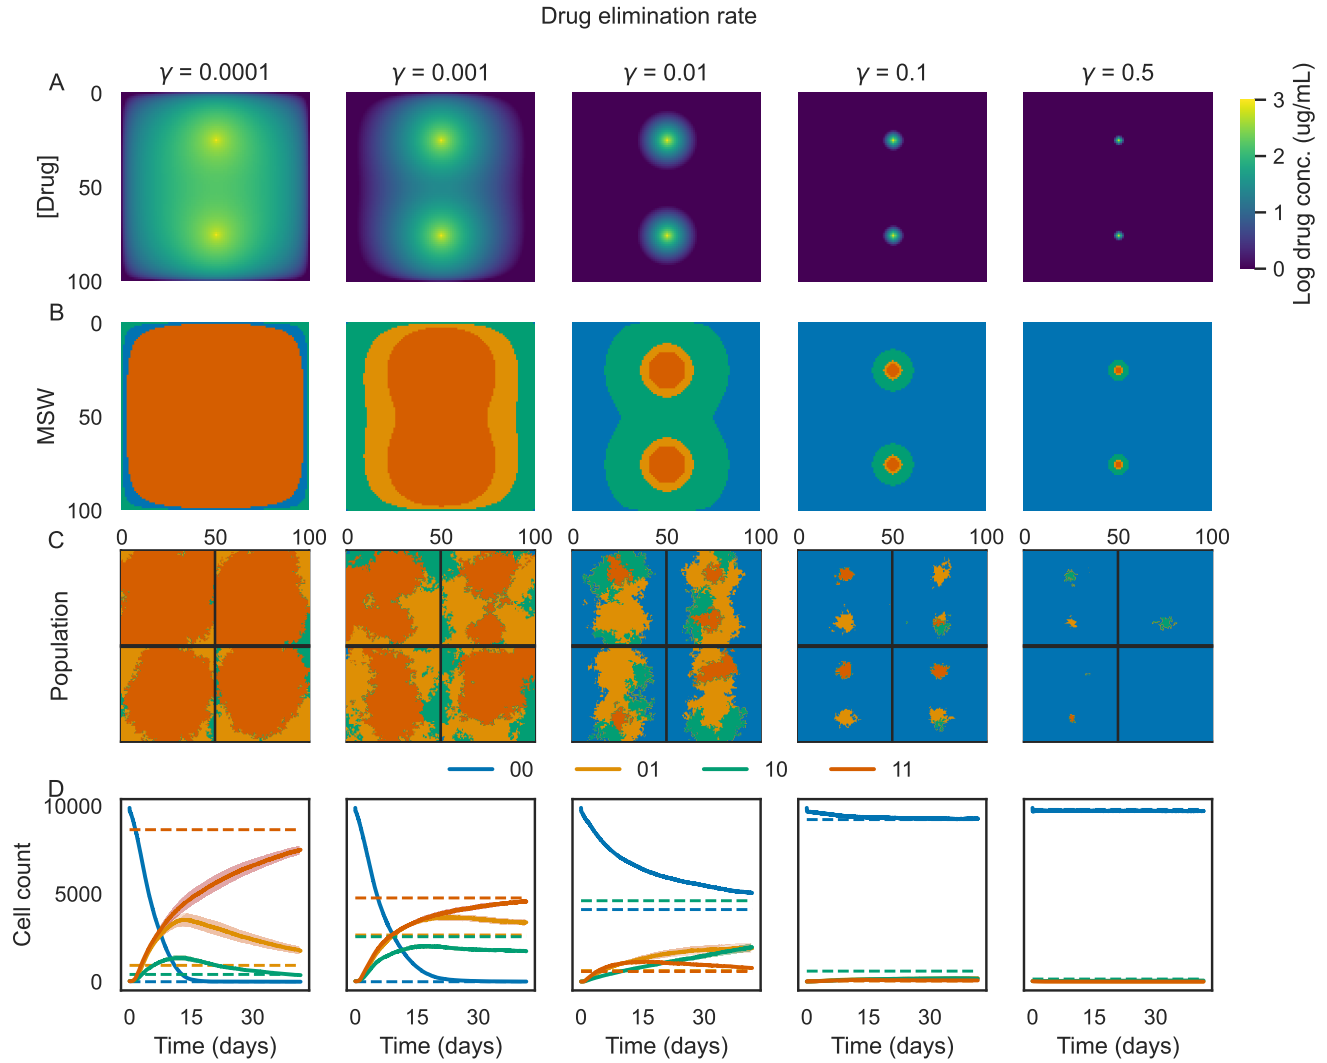 Drug elimination rate
A
γ = 0.0001 γ = 0.001 γ = 0.01 γ = 0.1 γ = 0.5
[Drug]
0
50
100
Log drug conc. (ug/mL)
3
2
1
0
B
MSW
0
50
100
0 50 100 0 50 100 0 50 100 0 50 100 0 50 100
C
Population
00 01 10 11
D
Cell count
10000
5000
0
0 15 30 0 15 30 0 15 30 0 15 30 0 15 30
Time (days) Time (days) Time (days) Time (days) Time (days)